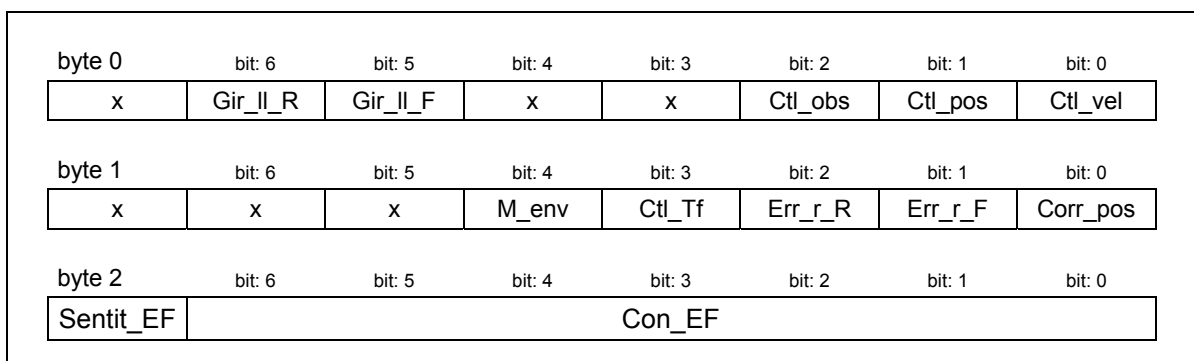 byte 0 bit: 6 bit: 5 bit: 4 bit: 3 bit: 2 bit: 1 bit: 0
x Gir_ll_R Gir_ll_F x x Ctl_obs Ctl_pos Ctl_vel
byte 1 bit: 6 bit: 5 bit: 4 bit: 3 bit: 2 bit: 1 bit: 0
x x x M_env Ctl_Tf Err_r_R Err_r_F Corr_pos
byte 2 bit: 6 bit: 5 bit: 4 bit: 3 bit: 2 bit: 1 bit: 0
Sentit_EF Con_EF